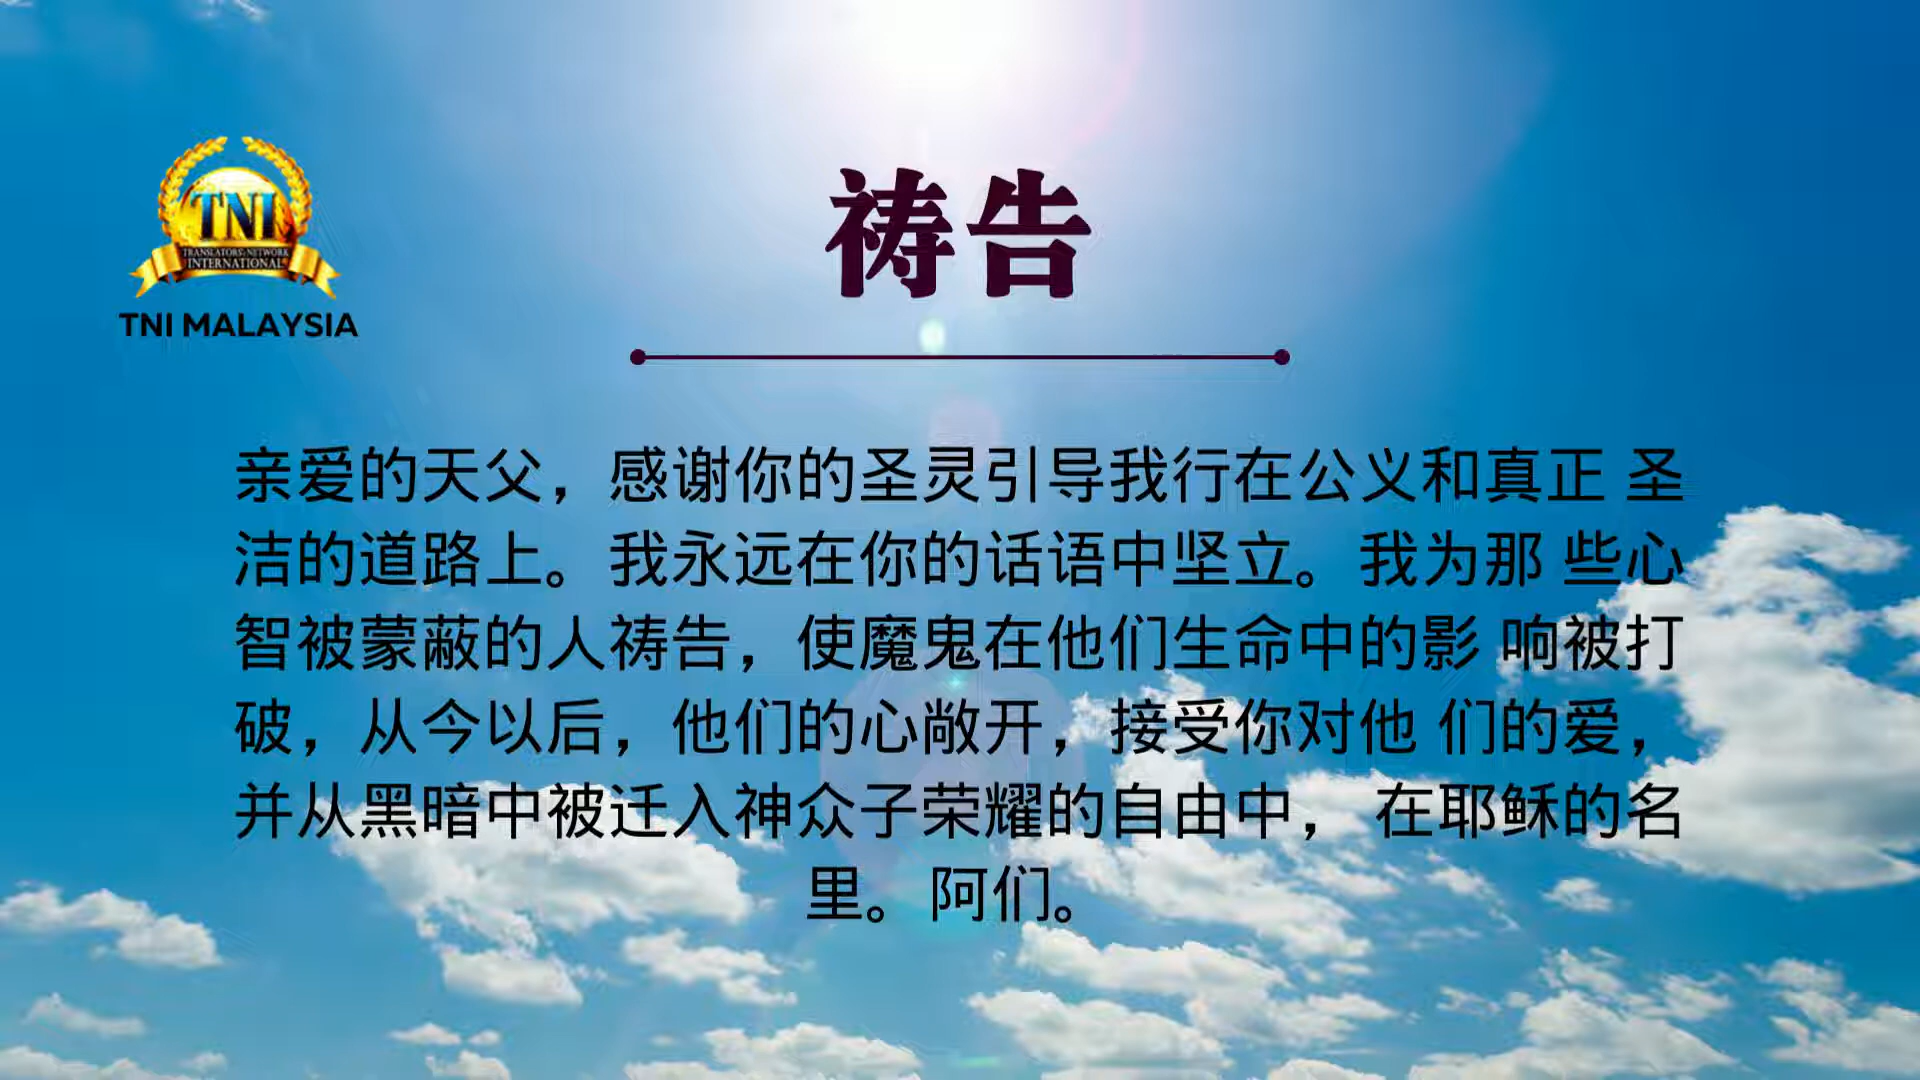 TNI
TRANSLATORS NETWORK
INTERNATIONAL
TNI MALAYSIA
祷告
亲爱的天父，感谢你的圣灵引导我行在公义和真正 圣
洁的道路上。我永远在你的话语中坚立。我为那 些心
智被蒙蔽的人祷告，使魔鬼在他们生命中的影 响被打
破，从今以后，他们的心敞开，接受你对他 们的爱，
并从黑暗中被迁入神众子荣耀的自由中， 在耶稣的名
里。阿们。